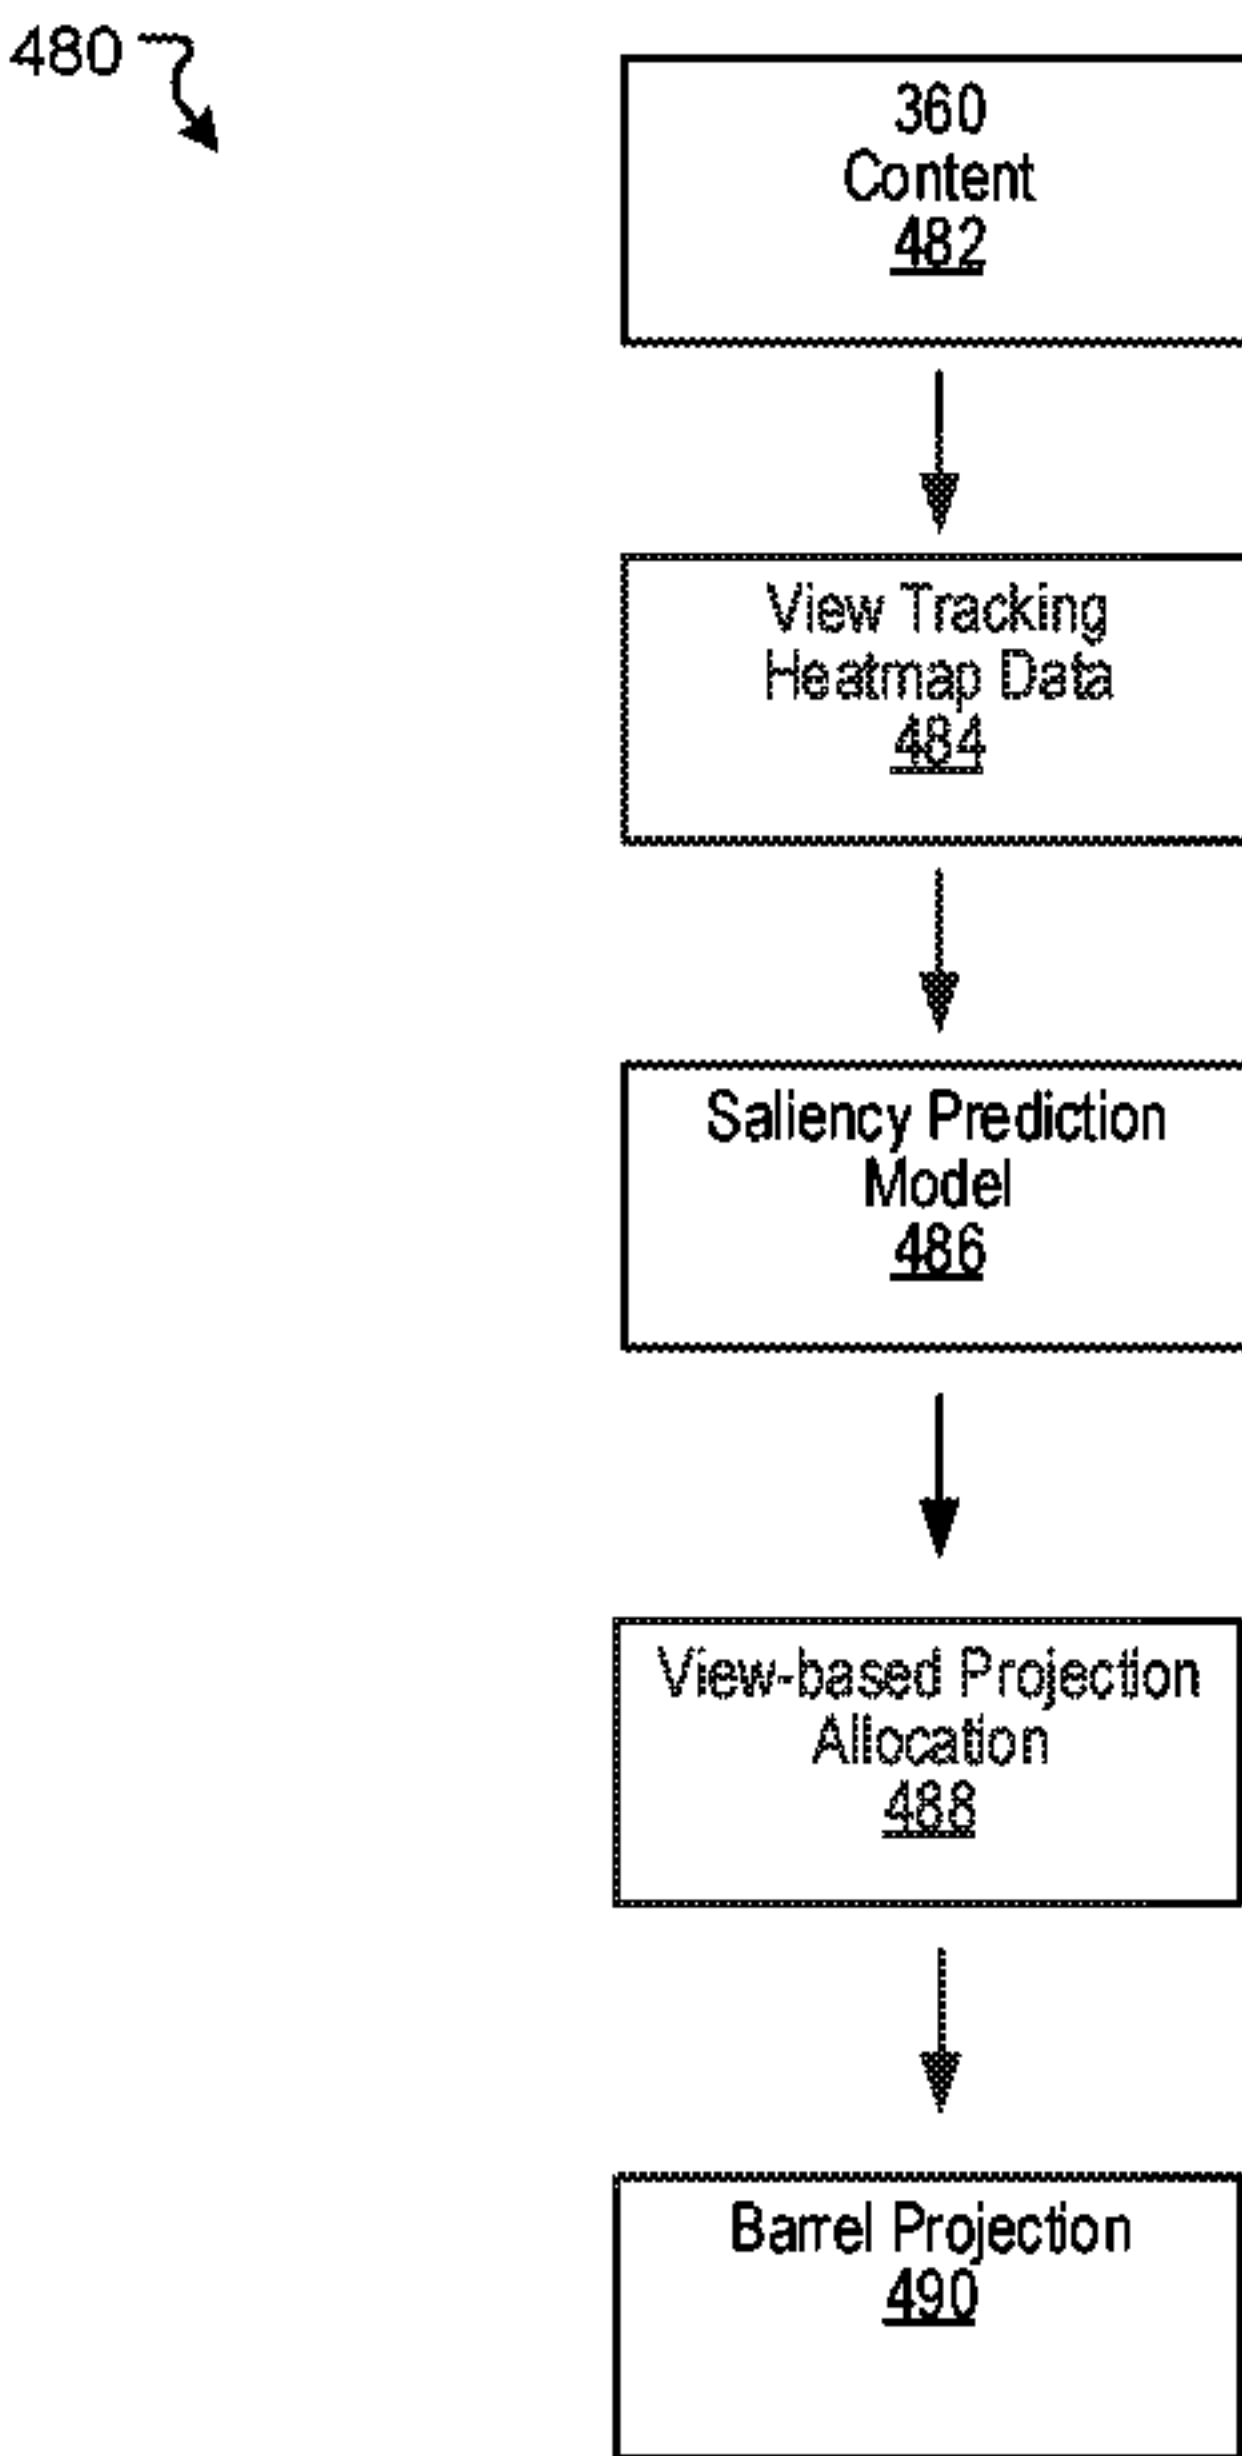 480
360
Content
482
View Tracking
Heatmap Data
484
Saliency Prediction
Model
486
View-based Projection
Allocation
488
Barrel Projection
490